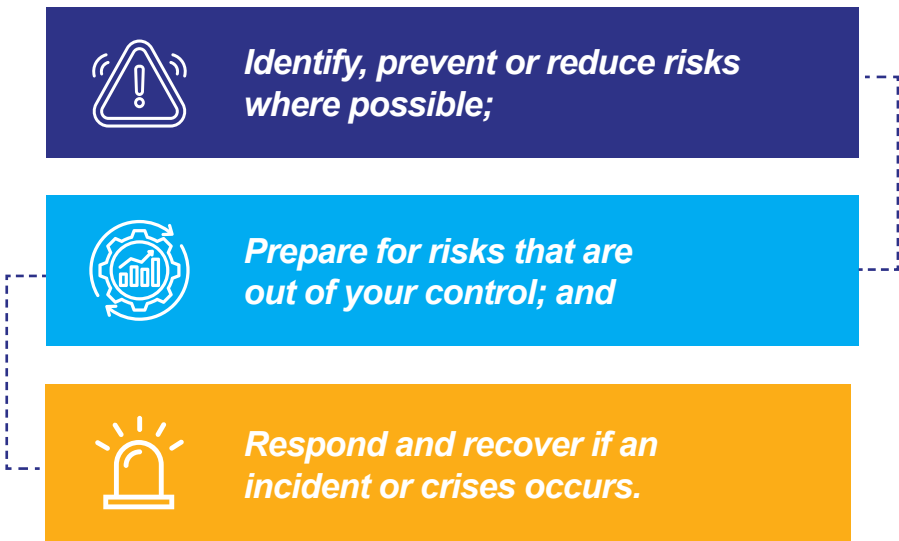 Identify, prevent or reduce risks
where possible;
Prepare for risks that are
out of your control; and
Respond and recover if an
incident or crises occurs.